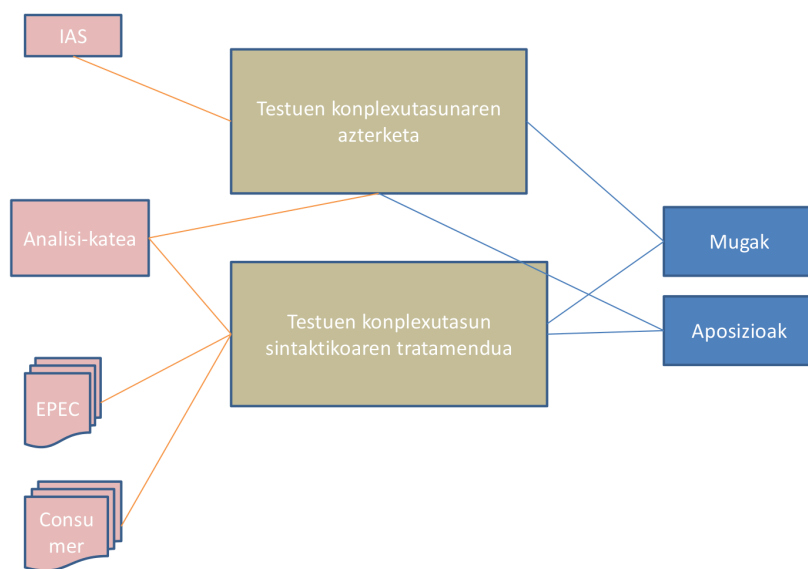 IAS
Testuen konplexutasunaren
azterketa
Analisi-katea
Mugak
Testuen konplexutasun
sintaktikoaren tratamendua
Aposizioak
EPEC
Consu
mer